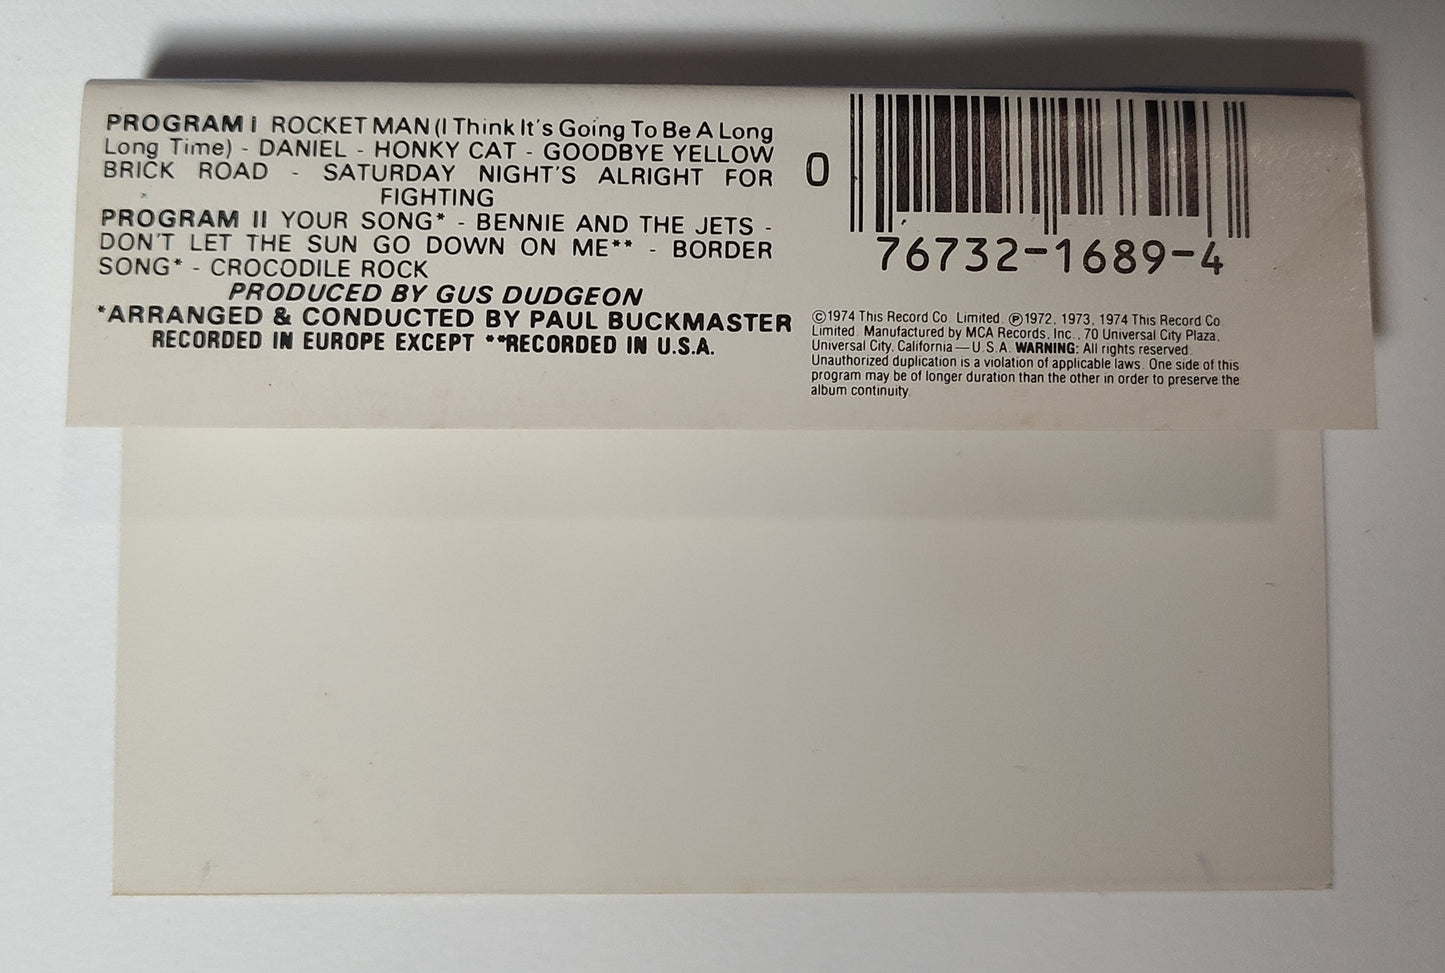 PROGRAM I ROCKET MAN (I Think It's Going To Be A Long
Long Time) - DANIEL - HONKY CAT - GOODBYE YELLOW
BRICK ROAD - SATURDAY NIGHT'S ALRIGHT FOR
FIGHTING
PROGRAM II YOUR SONG* - BENNIE AND THE JETS -
DON'T LET THE SUN GO DOWN ON ME** - BORDER
SONG* - CROCODILE ROCK
PRODUCED BY GUS DUDGEON
*ARRANGED & CONDUCTED BY PAUL BUCKMASTER
RECORDED IN EUROPE EXCEPT **RECORDED IN U.S.A.
0
76732-1689-4
©1974 This Record Co. Limited. ℗1972, 1973, 1974 This Record Co.
Limited. Manufactured by MCA Records, Inc., 70 Universal City Plaza,
Universal City, California — U.S.A. WARNING: All rights reserved.
Unauthorized duplication is a violation of applicable laws. One side of this
program may be of longer duration than the other in order to preserve the
album continuity.